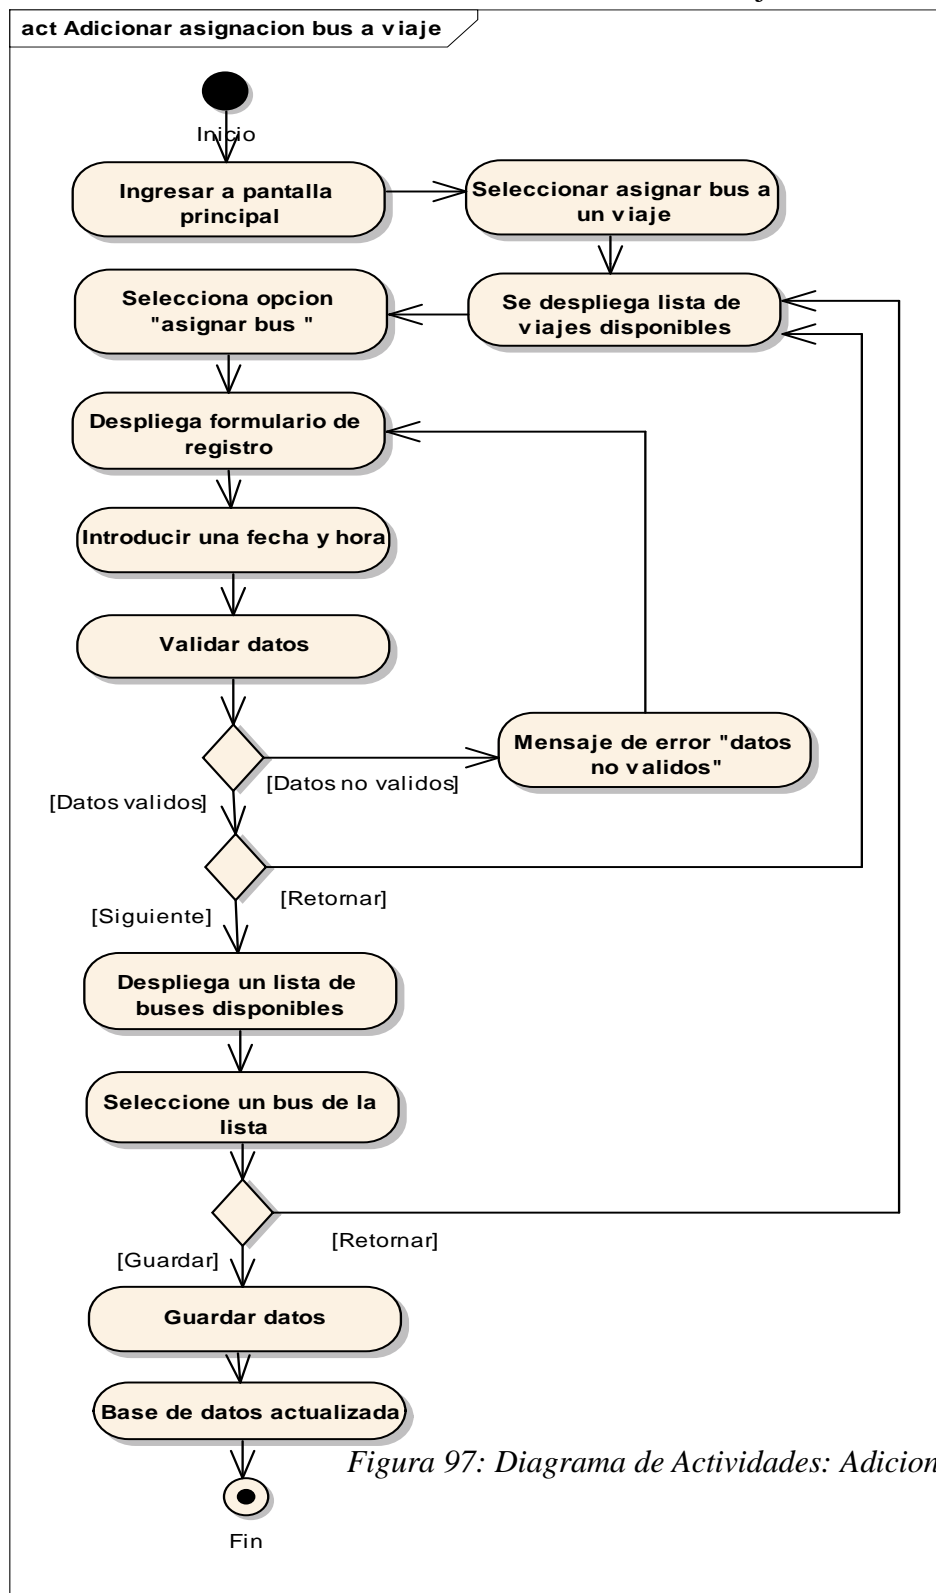 act Adicionar asignacion bus a viaje
Inicio
Ingresar a pantalla
principal
Seleccionar asignar bus a
un viaje
Selecciona opcion
"asignar bus "
Se despliega lista de
viajes disponibles
Despliega formulario de
registro
Introducir una fecha y hora
Validar datos
Mensaje de error "datos
no validos"
[Datos no validos]
[Datos validos]
[Retornar]
[Siguiente]
Despliega un lista de
buses disponibles
Seleccione un bus de la
lista
[Retornar]
[Guardar]
Guardar datos
Base de datos actualizada
Figura 97: Diagrama de Actividades: Adicion
Fin